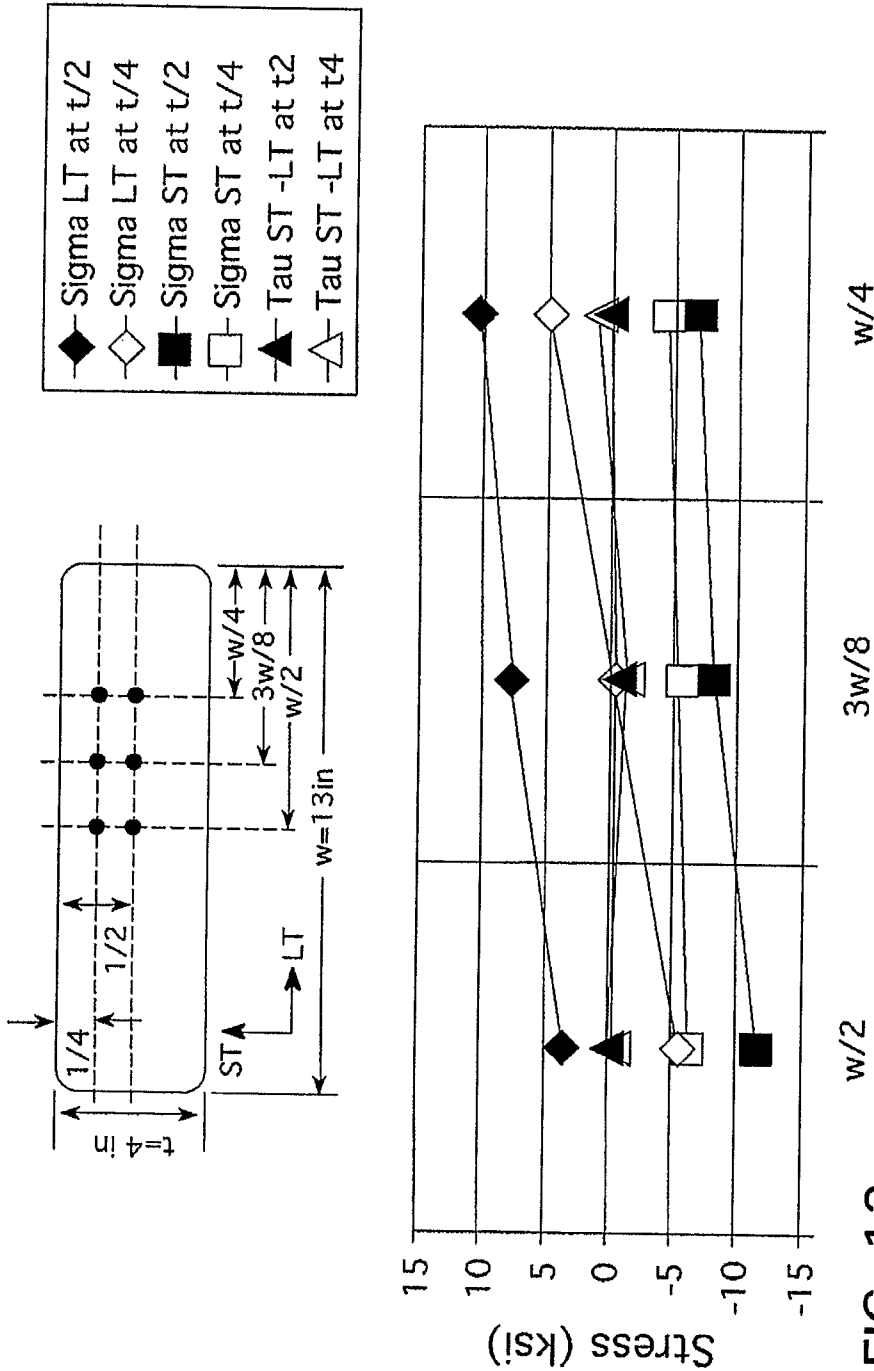 Sigma LT at t/2
Sigma LT at t/4
Sigma ST at t/2
Sigma ST at t/4
Tau ST -LT at t2
Tau ST -LT at t4
1/4
1/2
t=4 in
ST
LT
w/4
3w/8
w/2
w=13in
Stress (ksi)
15
10
5
0
-5
-10
-15
w/2
3w/8
w/4